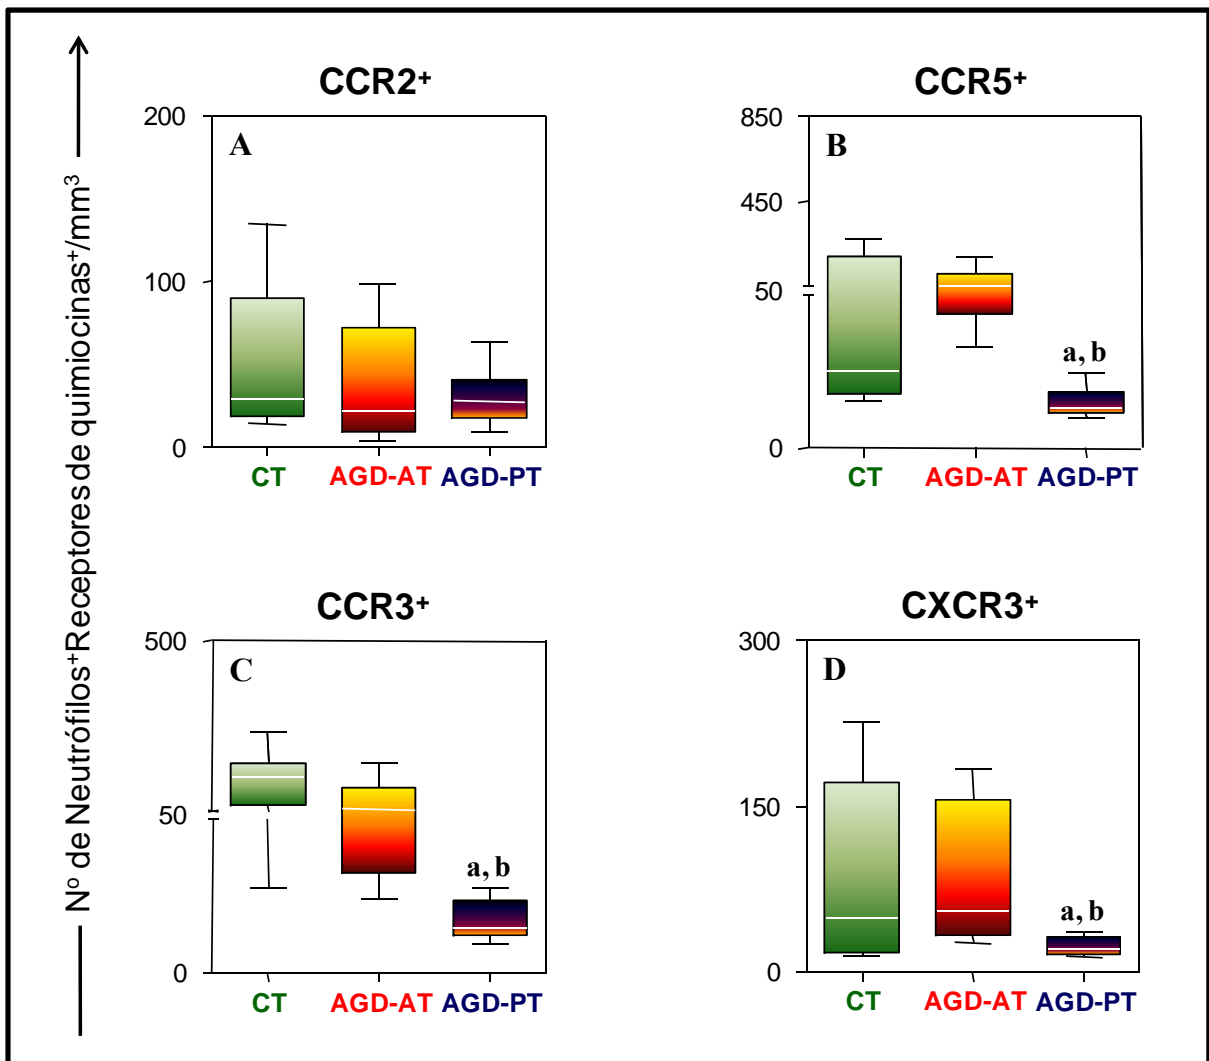 Nº de Neutrófilos⁺Receptores de quimiocinas⁺/mm³
CCR2⁺
A
200
100
0
CT AGD-AT AGD-PT
CCR5⁺
B
850
450
50
0
a, b
CT AGD-AT AGD-PT
CCR3⁺
C
500
50
0
a, b
CT AGD-AT AGD-PT
CXCR3⁺
D
300
150
0
a, b
CT AGD-AT AGD-PT